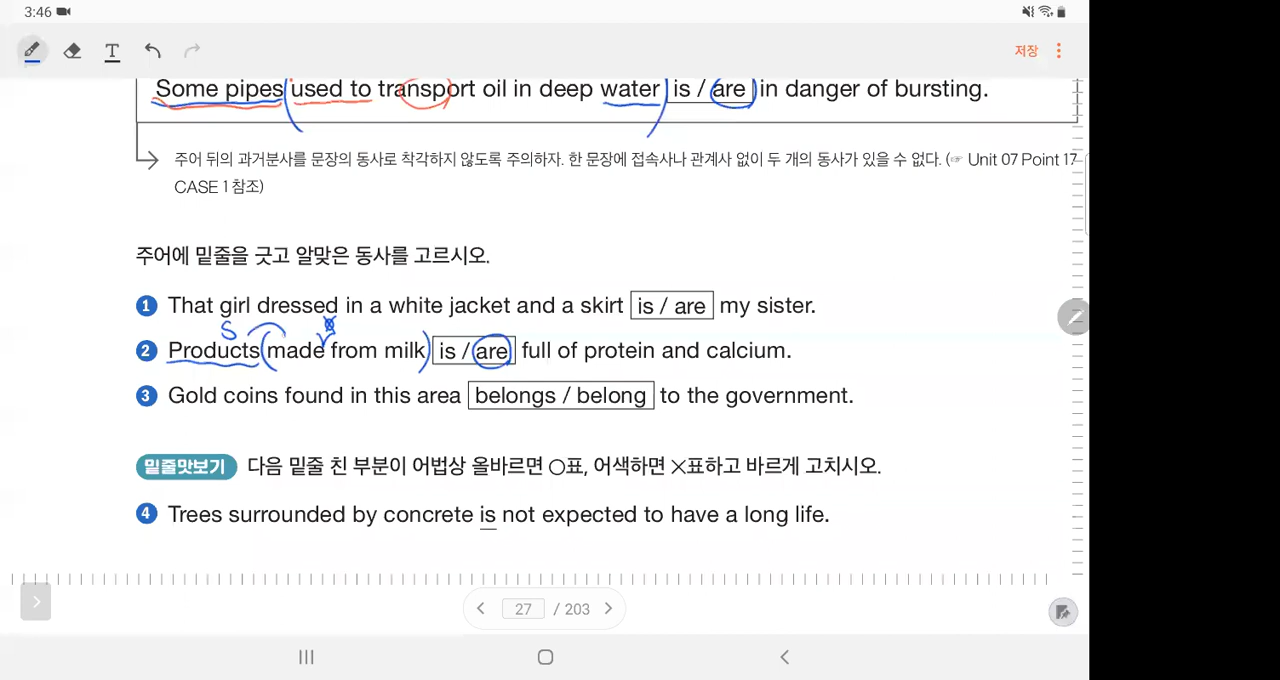 3:46
T
저장
Some pipes used to transport oil in deep water is / are in danger of bursting.
주어 뒤의 과거분사를 문장의 동사로 착각하지 않도록 주의하자. 한 문장에 접속사나 관계사 없이 두 개의 동사가 있을 수 없다. (☞ Unit 07 Point 17
CASE 1 참조)
주어에 밑줄을 긋고 알맞은 동사를 고르시오.
1 That girl dressed in a white jacket and a skirt is / are my sister.
S
2 Products made from milk is / are full of protein and calcium.
3 Gold coins found in this area belongs / belong to the government.
밑줄맛보기 다음 밑줄 친 부분이 어법상 올바르면 ○표, 어색하면 ×표하고 바르게 고치시오.
4 Trees surrounded by concrete is not expected to have a long life.
27 / 203